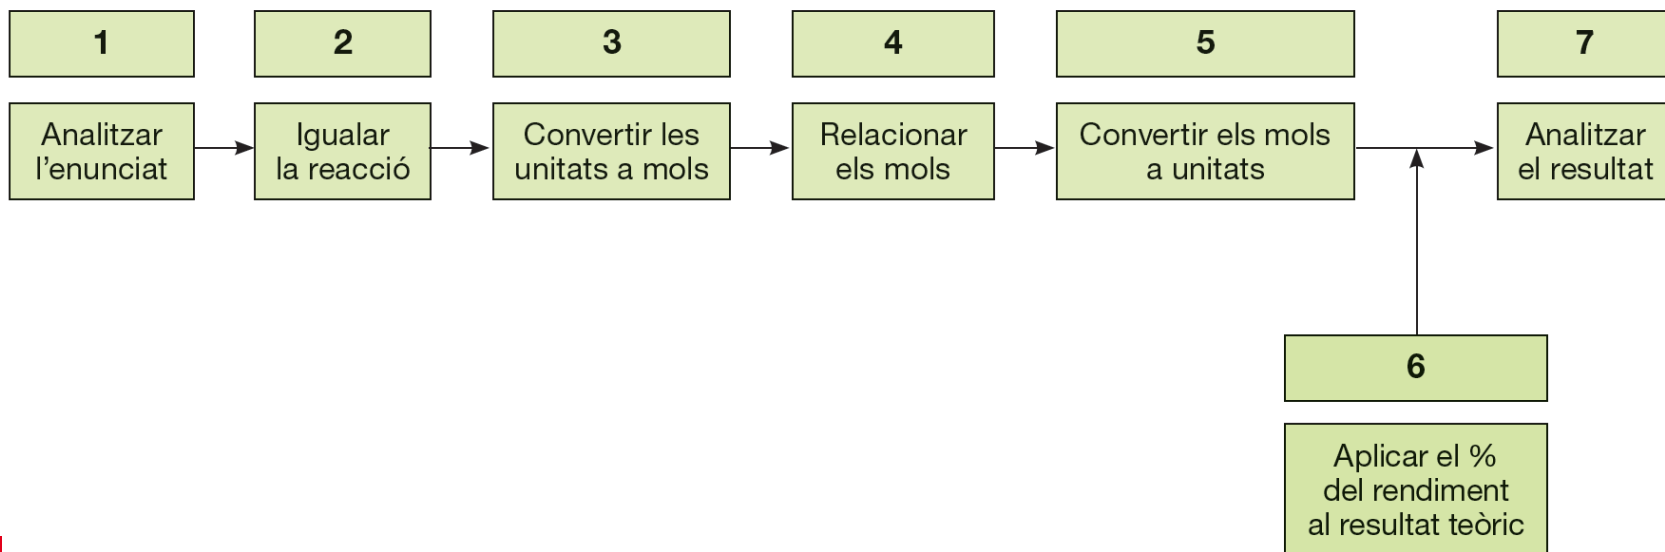 1
Analitzar
l'enunciat
2
Igualar
la reacció
3
Convertir les
unitats a mols
4
Relacionar
els mols
5
Convertir els mols
a unitats
7
Analitzar
el resultat
6
Aplicar el %
del rendiment
al resultat teòric